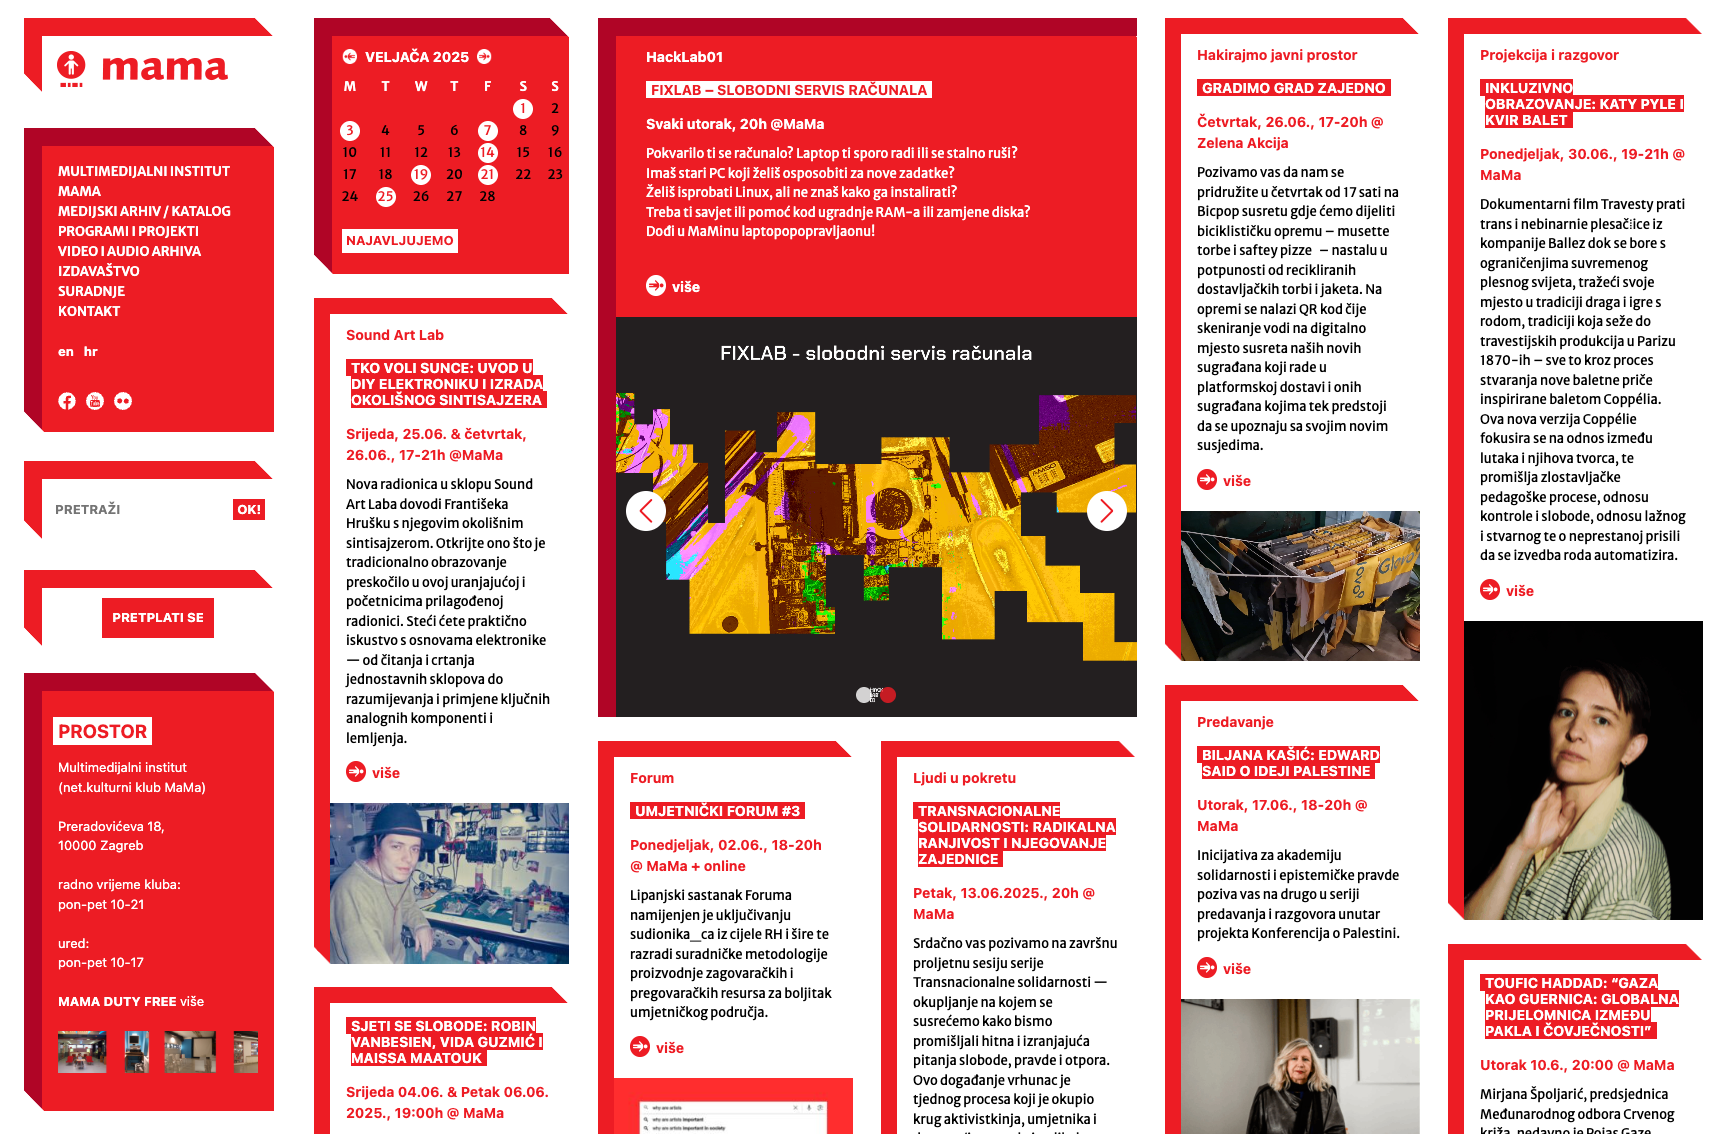 mama
MULTIMEDIJALNI INSTITUT
MAMA
MEDIJSKI ARHIV / KATALOG
PROGRAMI I PROJEKTI
VIDEO I AUDIO ARHIVA
IZDAVAŠTVO
SURADNJE
KONTAKT
en hr
PRETRAŽI
OK!
PRETPLATI SE
PROSTOR
Multimedijalni institut
(net.kulturni klub MaMa)
Preradovićeva 18,
10000 Zagreb
radno vrijeme kluba:
pon-pet 10-21
ured:
pon-pet 10-17
MAMA DUTY FREE više
VELJAČA 2025
M T W T F S S
1 2
3 4 5 6 7 8 9
10 11 12 13 14 15 16
17 18 19 20 21 22 23
24 25 26 27 28
NAJAVLJUJEMO
Sound Art Lab
TKO VOLI SUNCE: UVOD U
DIY ELEKTRONIKU I IZRADA
OKOLIŠNOG SINTISAJZERA
Srijeda, 25.06. & četvrtak,
26.06., 17-21h @MaMa
Nova radionica u sklopu Sound
Art Laba dovodi Františeka
Hrušku s njegovim okolišnim
sintisajzerom. Otkrijte ono što je
tradicionalno obrazovanje
preskočilo u ovoj uranjajućoj i
početnicima prilagođenoj
radionici. Steći ćete praktično
iskustvo s osnovama elektronike
— od čitanja i crtanja
jednostavnih sklopova do
razumijevanja i primjene ključnih
analognih komponenti i
lemljenja.
više
SJETI SE SLOBODE: ROBIN
VANBESIEN, VIDA GUZMIĆ I
MAISSA MAATOUK
Srijeda 04.06. & Petak 06.06.
2025., 19:00h @ MaMa
HackLab01
FIXLAB – SLOBODNI SERVIS RAČUNALA
Svaki utorak, 20h @MaMa
Pokvarilo ti se računalo? Laptop ti sporo radi ili se stalno ruši?
Imaš stari PC koji želiš osposobiti za nove zadatke?
Želiš isprobati Linux, ali ne znaš kako ga instalirati?
Treba ti savjet ili pomoć kod ugradnje RAM-a ili zamjene diska?
Dođi u MaMinu laptopopopravljaonu!
više
FIXLAB - slobodni servis računala
Forum
UMJETNIČKI FORUM #3
Ponedjeljak, 02.06., 18-20h
@ MaMa + online
Lipanjski sastanak Foruma
namijenjen je uključivanju
sudionika_ca iz cijele RH i šire te
razradi suradničke metodologije
proizvodnje zagovaračkih i
pregovaračkih resursa za boljitak
umjetničkog područja.
više
why are artists
why are artists important
why are artists important in society
Ljudi u pokretu
TRANSNACIONALNE
SOLIDARNOSTI: RADIKALNA
RANJIVOST I NJEGOVANJE
ZAJEDNICE
Petak, 13.06.2025., 20h @
MaMa
Srdačno vas pozivamo na završnu
proljetnu sesiju serije
Transnacionalne solidarnosti —
okupljanje na kojem se
susrećemo kako bismo
promišljali hitna i izranjajuća
pitanja slobode, pravde i otpora.
Ovo događanje vrhunac je
tjednog procesa koji je okupio
krug aktivistkinja, umjetnika i
Hakirajmo javni prostor
GRADIMO GRAD ZAJEDNO
Četvrtak, 26.06., 17-20h @
Zelena Akcija
Pozivamo vas da nam se
pridružite u četvrtak od 17 sati na
Bicpop susretu gdje ćemo dijeliti
biciklističku opremu – musette
torbe i saftey pizze – nastalu u
potpunosti od recikliranih
dostavljačkih torbi i jaketa. Na
opremi se nalazi QR kod čije
skeniranje vodi na digitalno
mjesto susreta naših novih
sugrađana koji rade u
platformskoj dostavi i onih
sugrađana kojima tek predstoji
da se upoznaju sa svojim novim
susjedima.
više
Glovo
Predavanje
BILJANA KAŠIĆ: EDWARD
SAID O IDEJI PALESTINE
Utorak, 17.06., 18-20h @
MaMa
Inicijativa za akademiju
solidarnosti i epistemičke pravde
poziva vas na drugo u seriji
predavanja i razgovora unutar
projekta Konferencija o Palestini.
više
Projekcija i razgovor
INKLUZIVNO
OBRAZOVANJE: KATY PYLE I
KVIR BALET
Ponedjeljak, 30.06., 19-21h @
MaMa
Dokumentarni film Travesty prati
trans i nebinarnie plesač:ice iz
kompanije Ballez dok se bore s
ograničenjima suvremenog
plesnog svijeta, tražeći svoje
mjesto u tradiciji draga i igre s
rodom, tradiciji koja seže do
travestijskih produkcija u Parizu
1870-ih – sve to kroz proces
stvaranja nove baletne priče
inspirirane baletom Coppélia.
Ova nova verzija Coppélie
fokusira se na odnos između
lutaka i njihova tvorca, te
promišlja zlostavljačke
pedagoške procese, odnosu
kontrole i slobode, odnosu lažnog
i stvarnog te o neprestanoj prisili
da se izvedba roda automatizira.
više
TOUFIC HADDAD: “GAZA
KAO GUERNICA: GLOBALNA
PRIJELOMNICA IZMEĐU
PAKLA I ČOVJEČNOSTI”
Utorak 10.6., 20:00 @ MaMa
Mirjana Špoljarić, predsjednica
Međunarodnog odbora Crvenog
križa, nedavno je Pojas Gaze